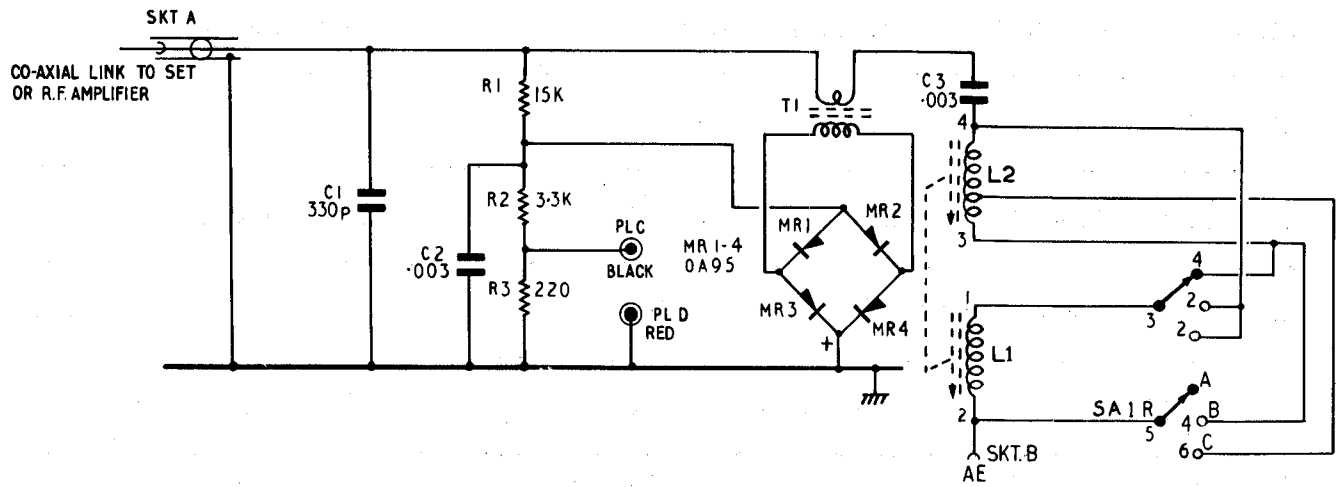 SKT A
CO-AXIAL LINK TO SET
OR R.F. AMPLIFIER
C1
330p
R1
15K
R2
3·3K
C2
·003
R3
220
PLC
BLACK
PLD
RED
T1
MR1-4
OA95
MR1
MR2
MR3
MR4
+
C3
·003
4
L2
3
1
L1
2
3
4
2
2
SA1R
5
A
4
B
6
C
SKT.B
AE